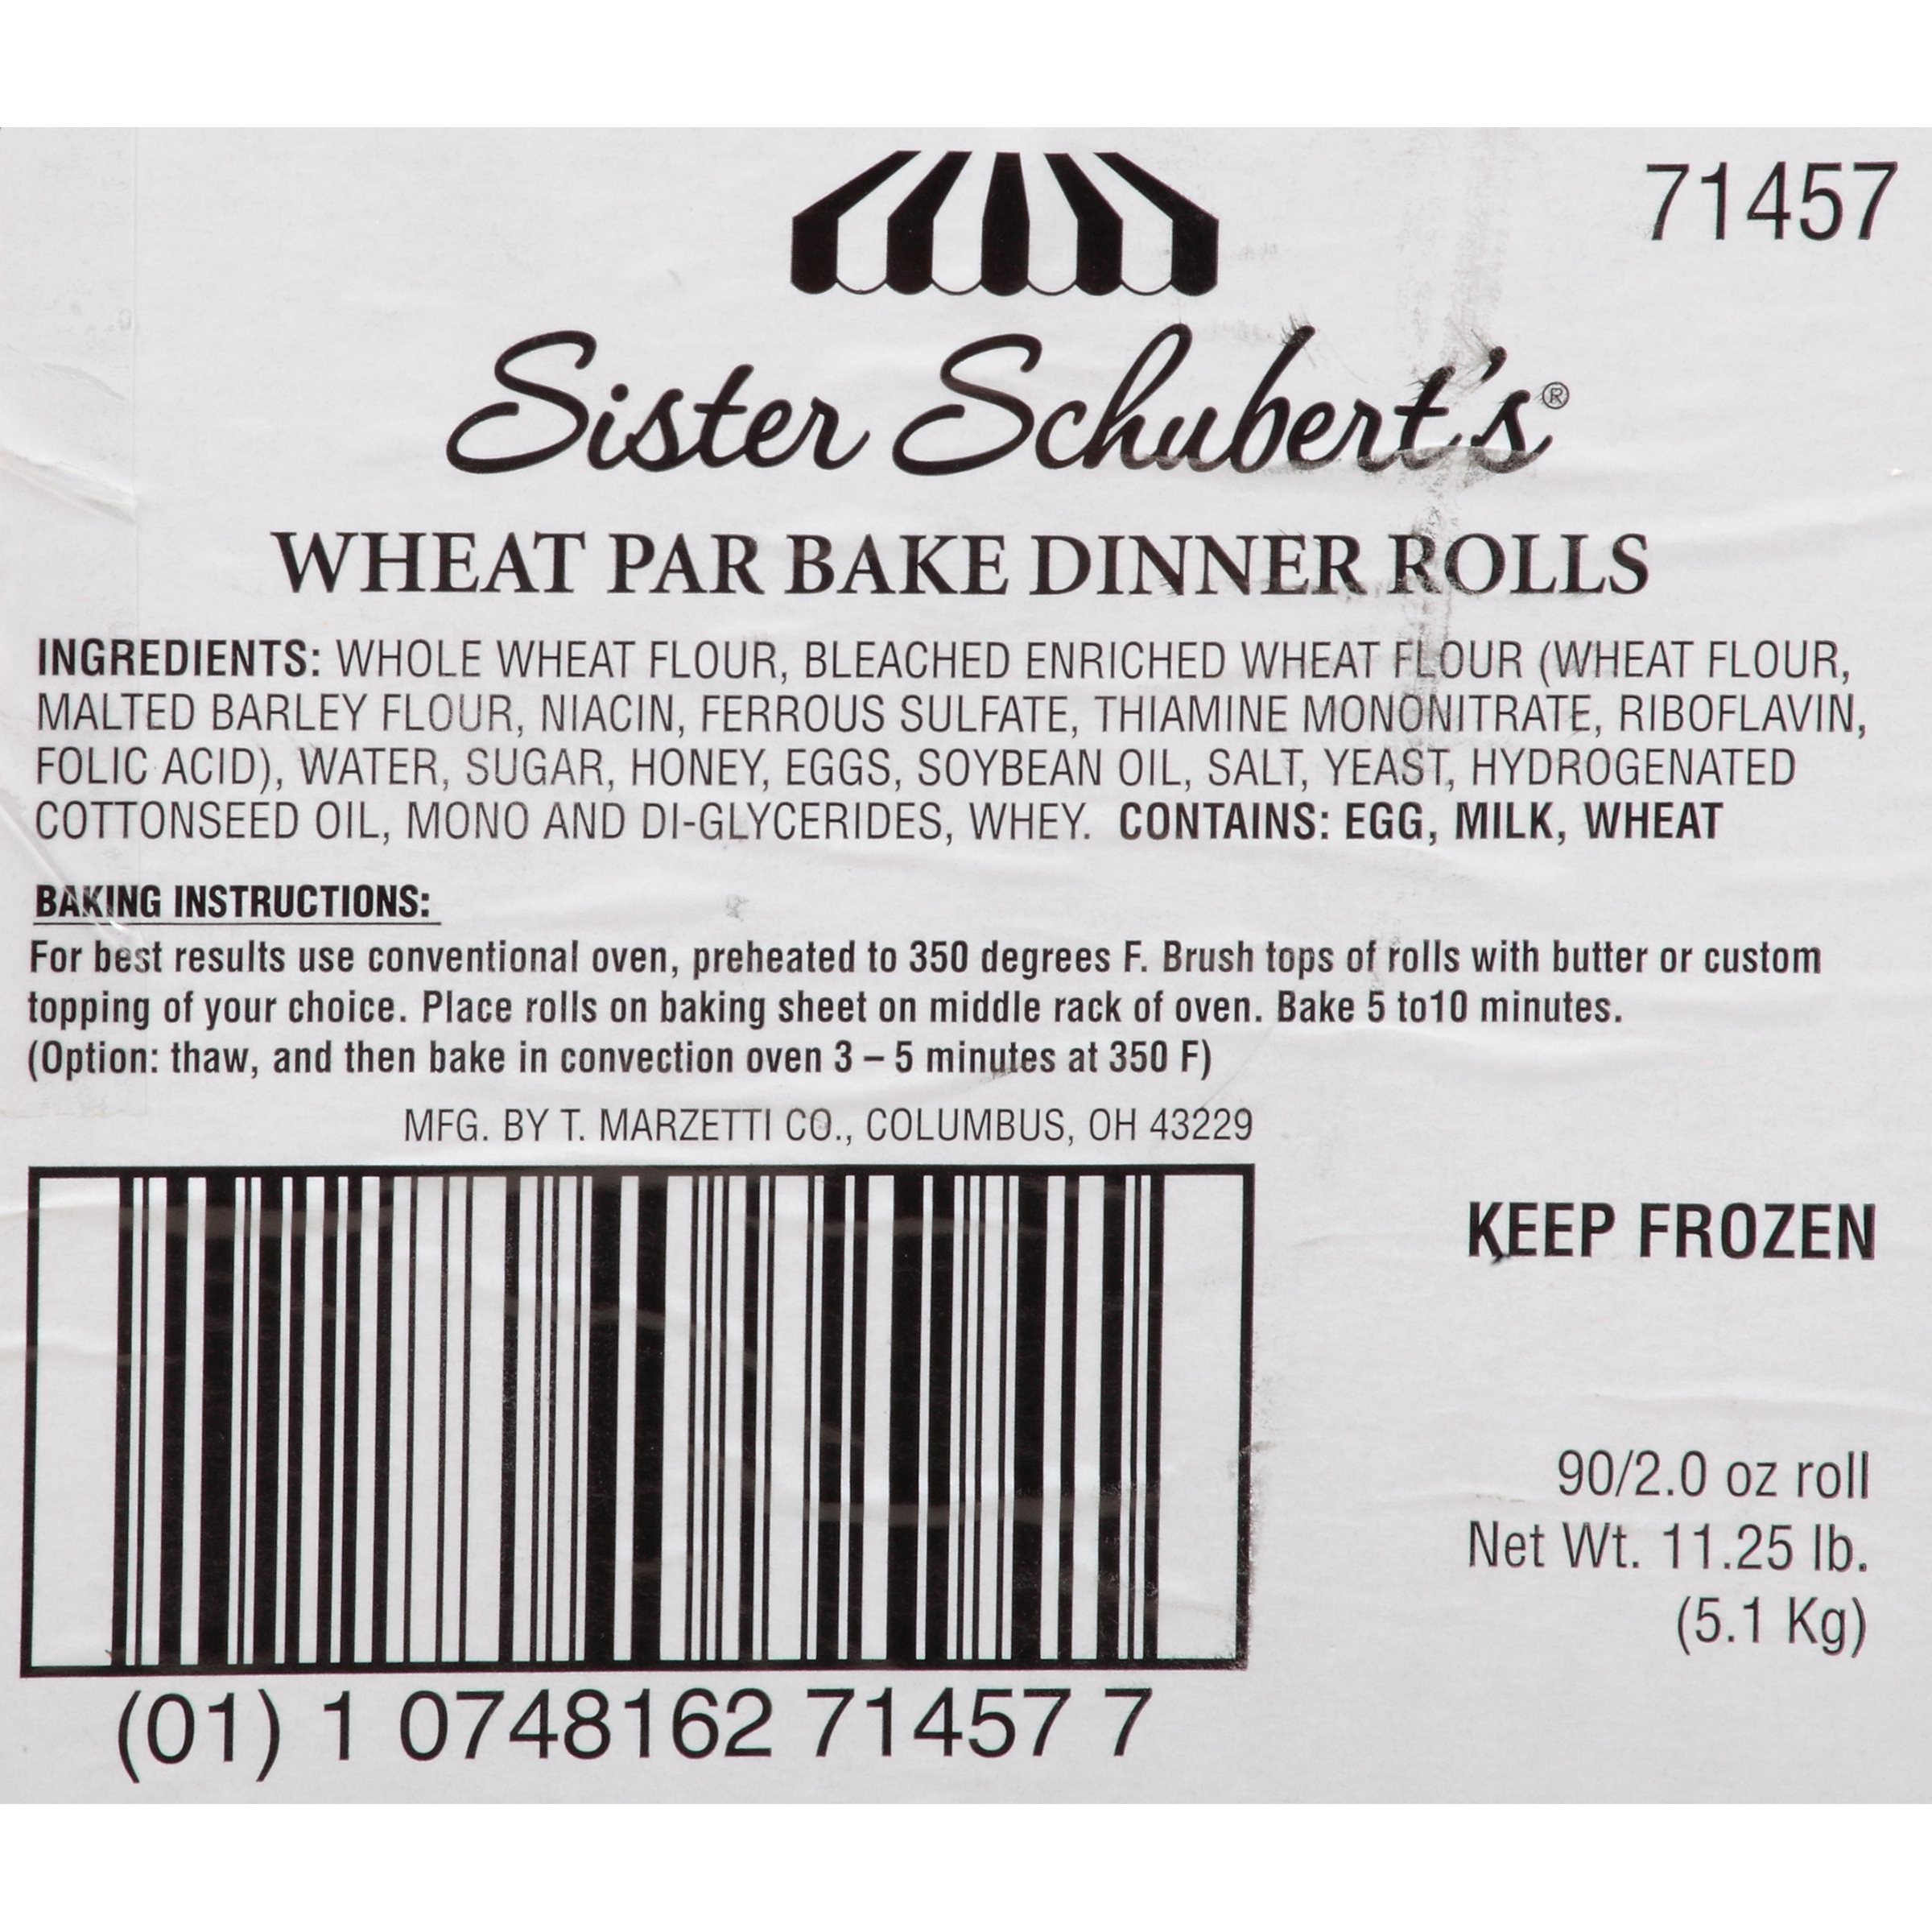 71457
Sister Schubert's®
WHEAT PAR BAKE DINNER ROLLS
INGREDIENTS: WHOLE WHEAT FLOUR, BLEACHED ENRICHED WHEAT FLOUR (WHEAT FLOUR,
MALTED BARLEY FLOUR, NIACIN, FERROUS SULFATE, THIAMINE MONONITRATE, RIBOFLAVIN,
FOLIC ACID), WATER, SUGAR, HONEY, EGGS, SOYBEAN OIL, SALT, YEAST, HYDROGENATED
COTTONSEED OIL, MONO AND DI-GLYCERIDES, WHEY. CONTAINS: EGG, MILK, WHEAT
BAKING INSTRUCTIONS:
For best results use conventional oven, preheated to 350 degrees F. Brush tops of rolls with butter or custom
topping of your choice. Place rolls on baking sheet on middle rack of oven. Bake 5 to10 minutes.
(Option: thaw, and then bake in convection oven 3 – 5 minutes at 350 F)
MFG. BY T. MARZETTI CO., COLUMBUS, OH 43229
KEEP FROZEN
90/2.0 oz roll
Net Wt. 11.25 lb.
(5.1 Kg)
(01) 1 0748162 71457 7